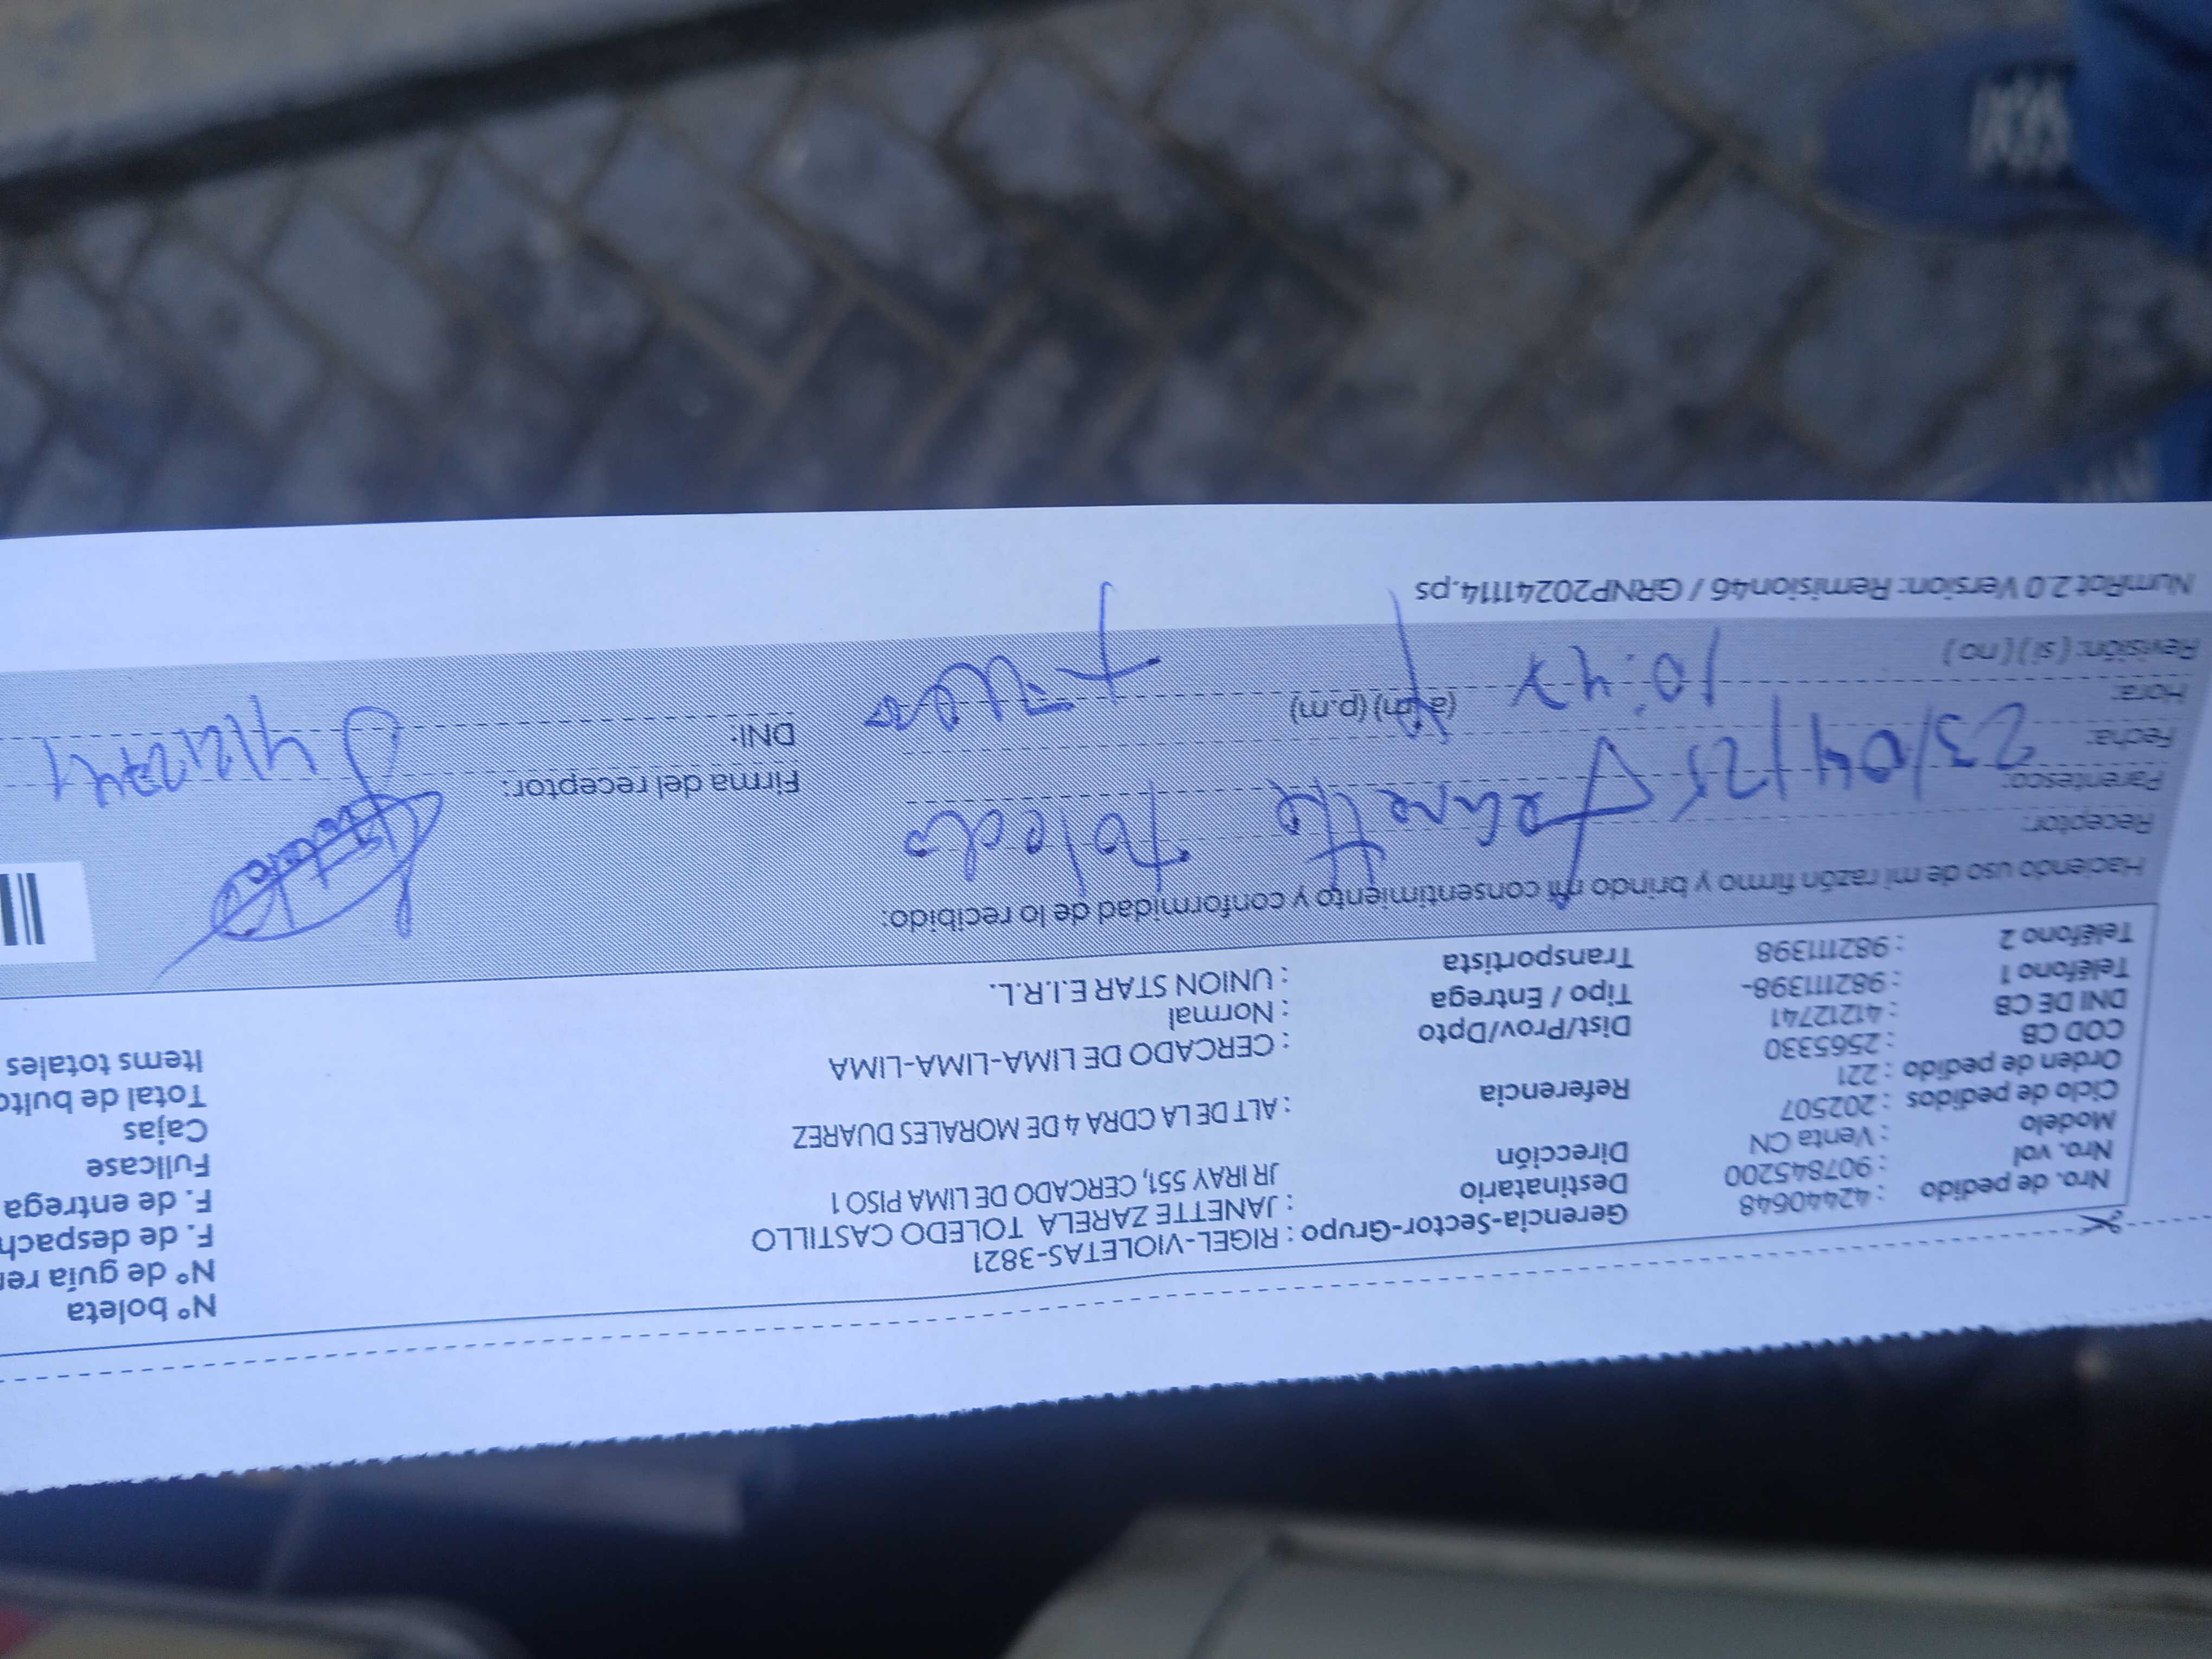 Nº boleta
Nº de guía
F. de
F. de entrega
Fullcase
Cajas
Total de
Items totales
Gerencia-Sector-Grupo : RIGEL-VIOLETAS-3821
Nro. de pedido : 42440648 Destinatario : JANETTE ZARELA TOLEDO CASTILLO
Nro. vol : 907845200 Dirección JR IRAY 551, CERCADO DE LIMA PISO 1
Modelo : Venta CN
Ciclo de pedidos : 202507 Referencia : ALT DE LA CDRA 4 DE MORALES DUAREZ
Orden de pedido : 221
COD CB : 2565330 Dist/Prov/Dpto : CERCADO DE LIMA-LIMA-LIMA
DNI DE CB : 41212741 Tipo / Entrega : Normal
Teléfono 1 : 982111398- Transportista : UNION STAR E.I.R.L.
Teléfono 2 : 982111398
Haciendo uso de mi razón firmo y brindo mi consentimiento y conformidad de lo recibido:
Receptor: Jeanette Toledo
Parentesco: Firma del receptor:
Fecha: 23/04/25 DNI: 41212741
Hora: 10:47 (a.m) (p.m)
Revisión: ( si ) ( no )
NumRot 2.0 Version: Remision46 / GRNP20241114.ps